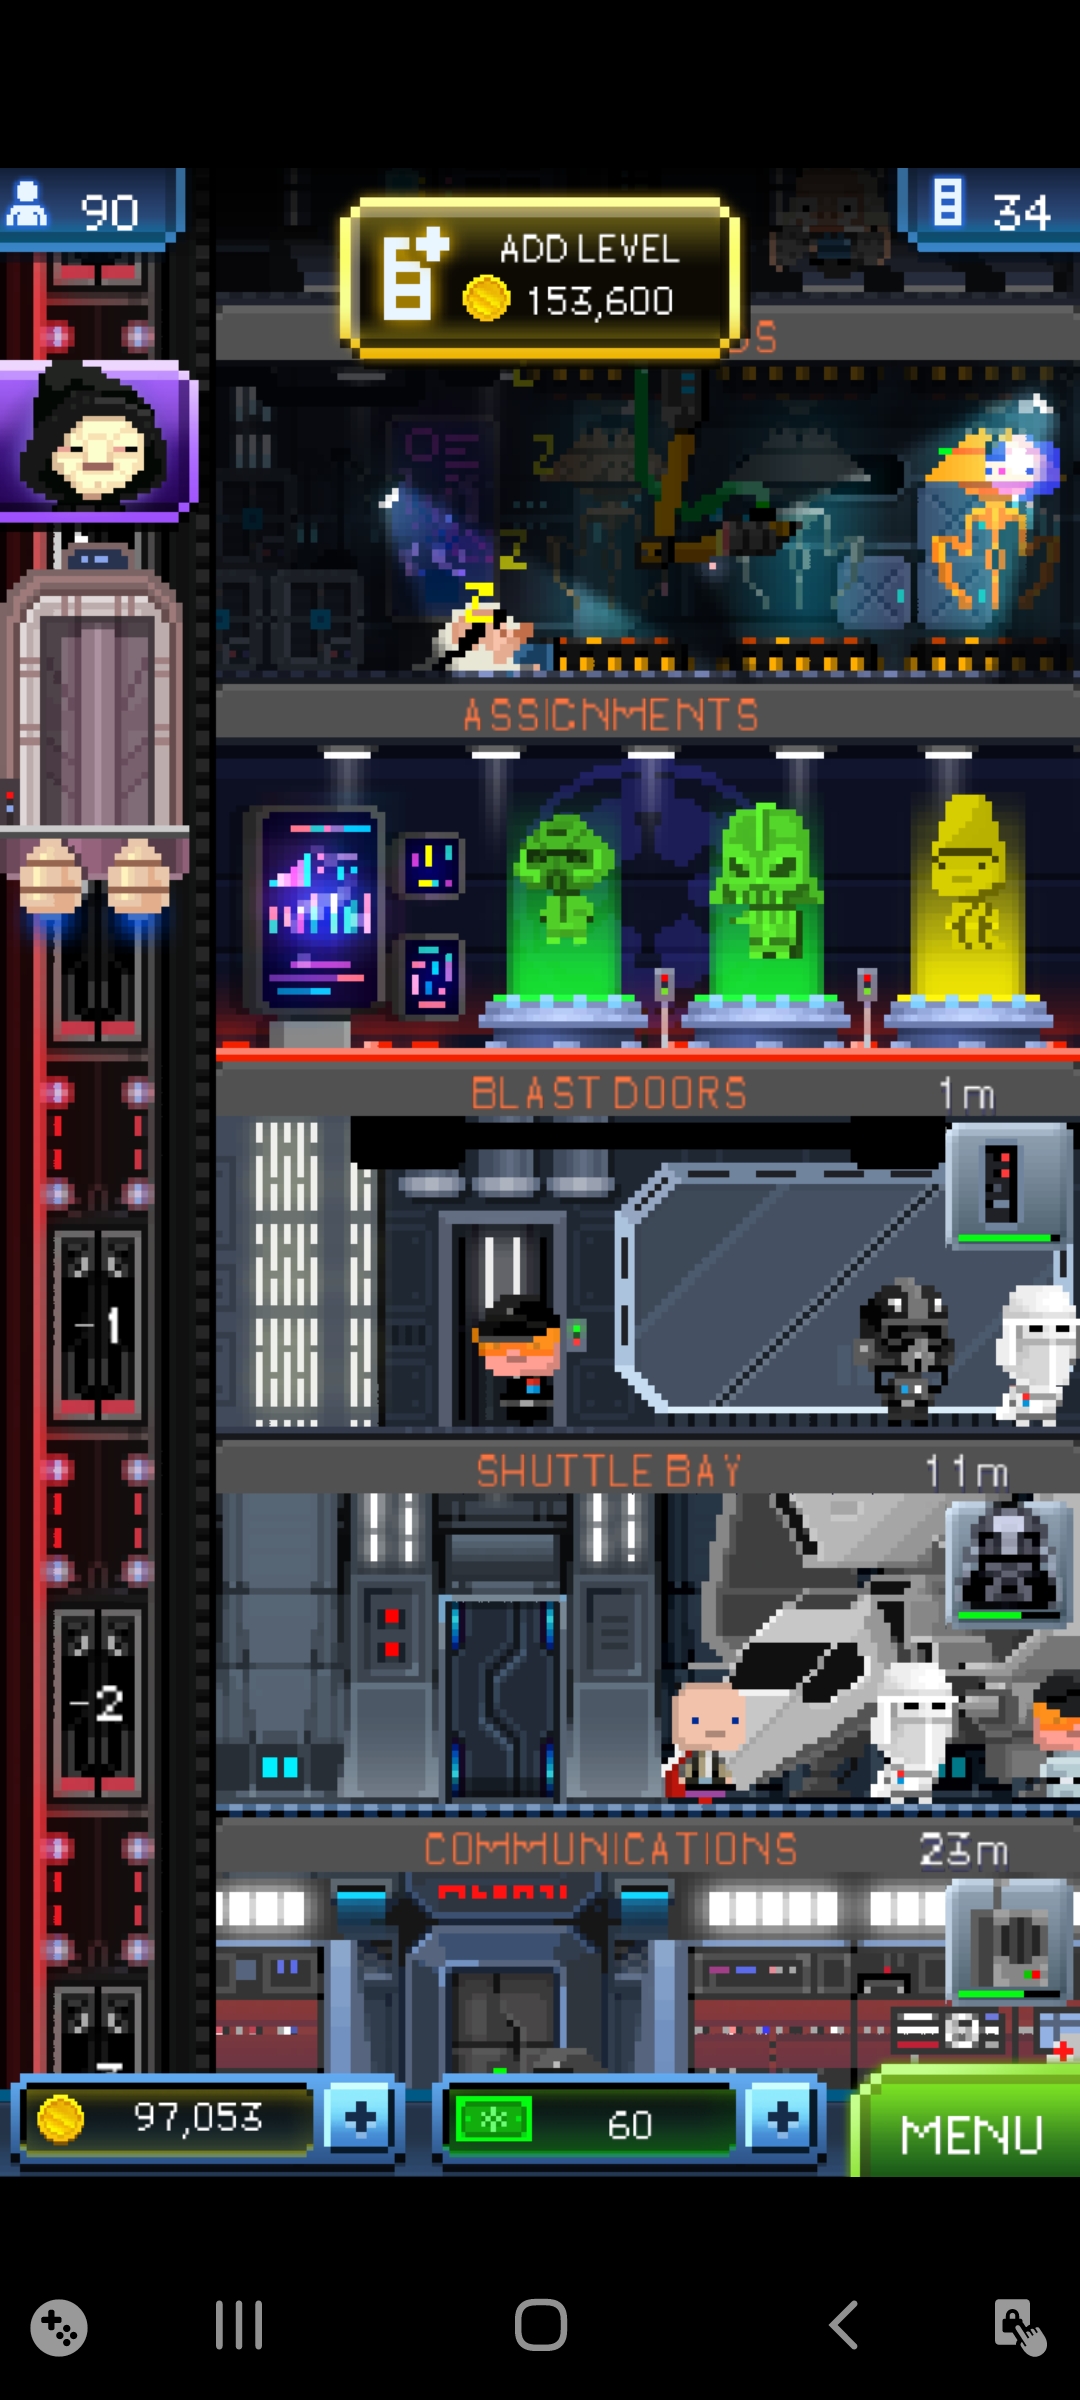 90
ADD LEVEL
153,600
34
ASSIGNMENTS
BLAST DOORS 1m
-1
SHUTTLE BAY 11m
-2
COMMUNICATIONS 23m
97,053
60
MENU